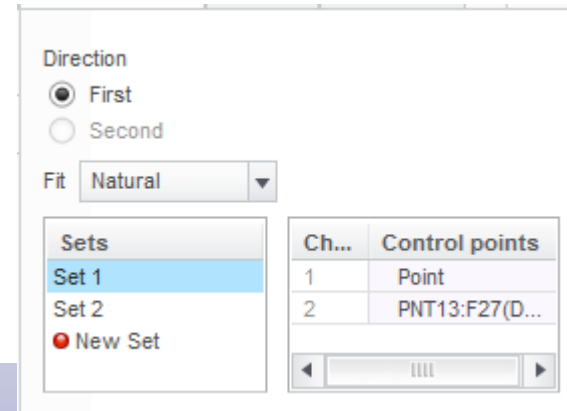 Direction
First
Second
Fit Natural
Sets
Set 1
Set 2
New Set
Ch... Control points
1 Point
2 PNT13:F27(D...